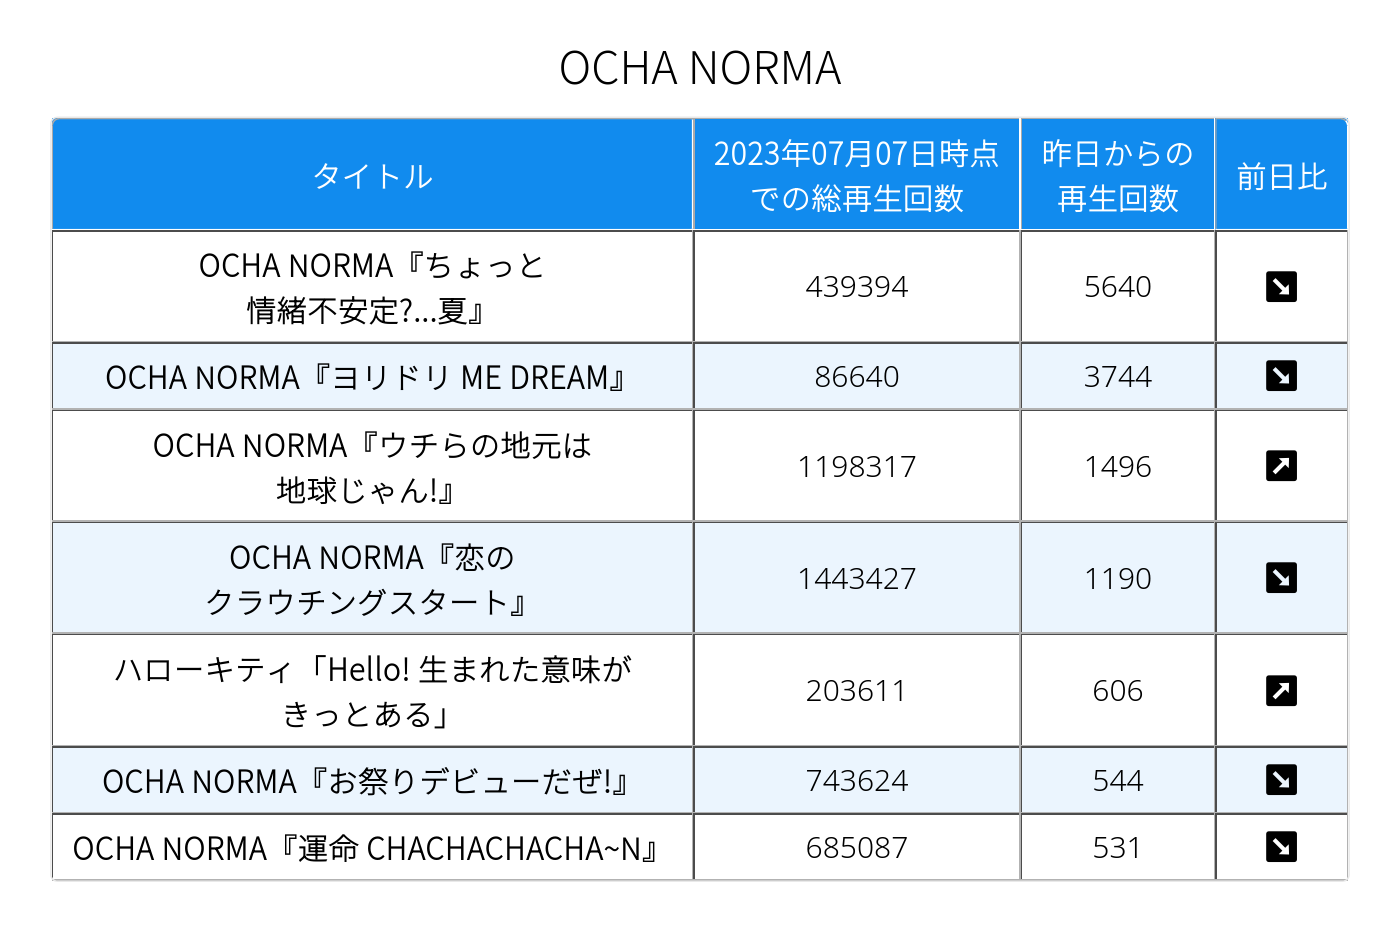 OCHA NORMA
タイトル
2023年07月07日時点
での総再生回数
昨日からの
再生回数
前日比
OCHA NORMA『ちょっと
情緒不安定?...夏』
439394
5640
OCHA NORMA『ヨリドリ ME DREAM』
86640
3744
OCHA NORMA『ウチらの地元は
地球じゃん!』
1198317
1496
OCHA NORMA『恋の
クラウチングスタート』
1443427
1190
ハローキティ「Hello! 生まれた意味が
きっとある」
203611
606
OCHA NORMA『お祭りデビューだぜ!』
743624
544
OCHA NORMA『運命 CHACHACHACHA~N』
685087
531